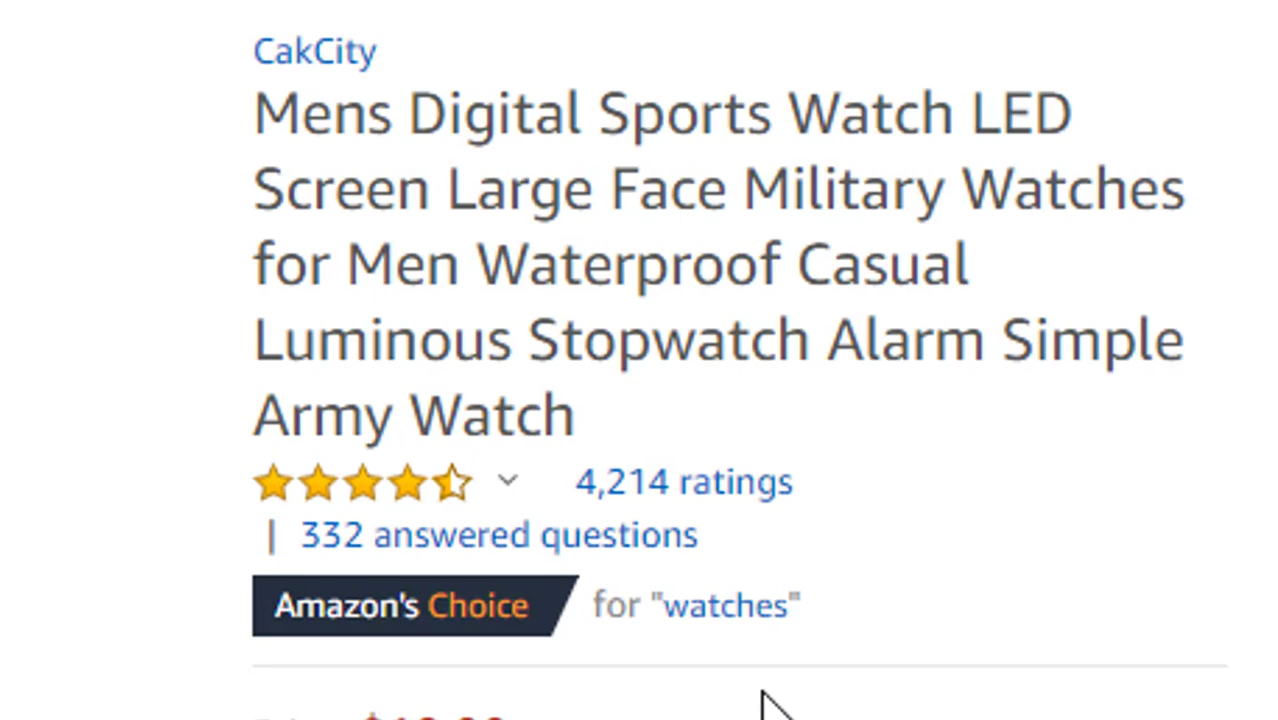 CakCity
Mens Digital Sports Watch LED
Screen Large Face Military Watches
for Men Waterproof Casual
Luminous Stopwatch Alarm Simple
Army Watch
4,214 ratings
| 332 answered questions
Amazon's Choice for "watches"